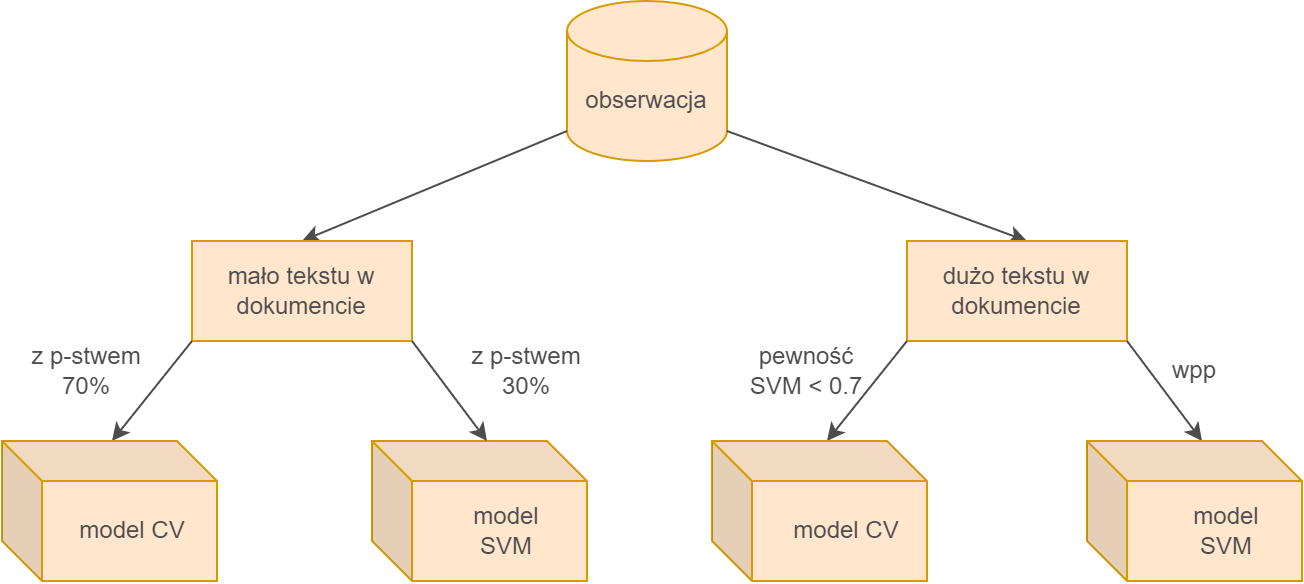 obserwacja
mało tekstu w
dokumencie
dużo tekstu w
dokumencie
z p-stwem
70%
z p-stwem
30%
pewność
SVM < 0.7
wpp
model CV
model
SVM
model CV
model
SVM